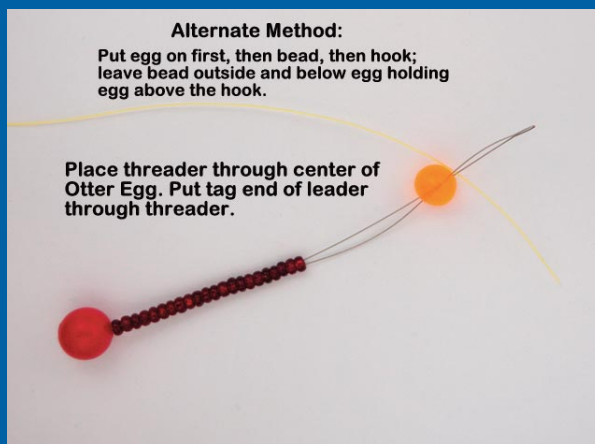 Alternate Method:
Put egg on first, then bead, then hook;
leave bead outside and below egg holding
egg above the hook.
Place threader through center of
Otter Egg. Put tag end of leader
through threader.